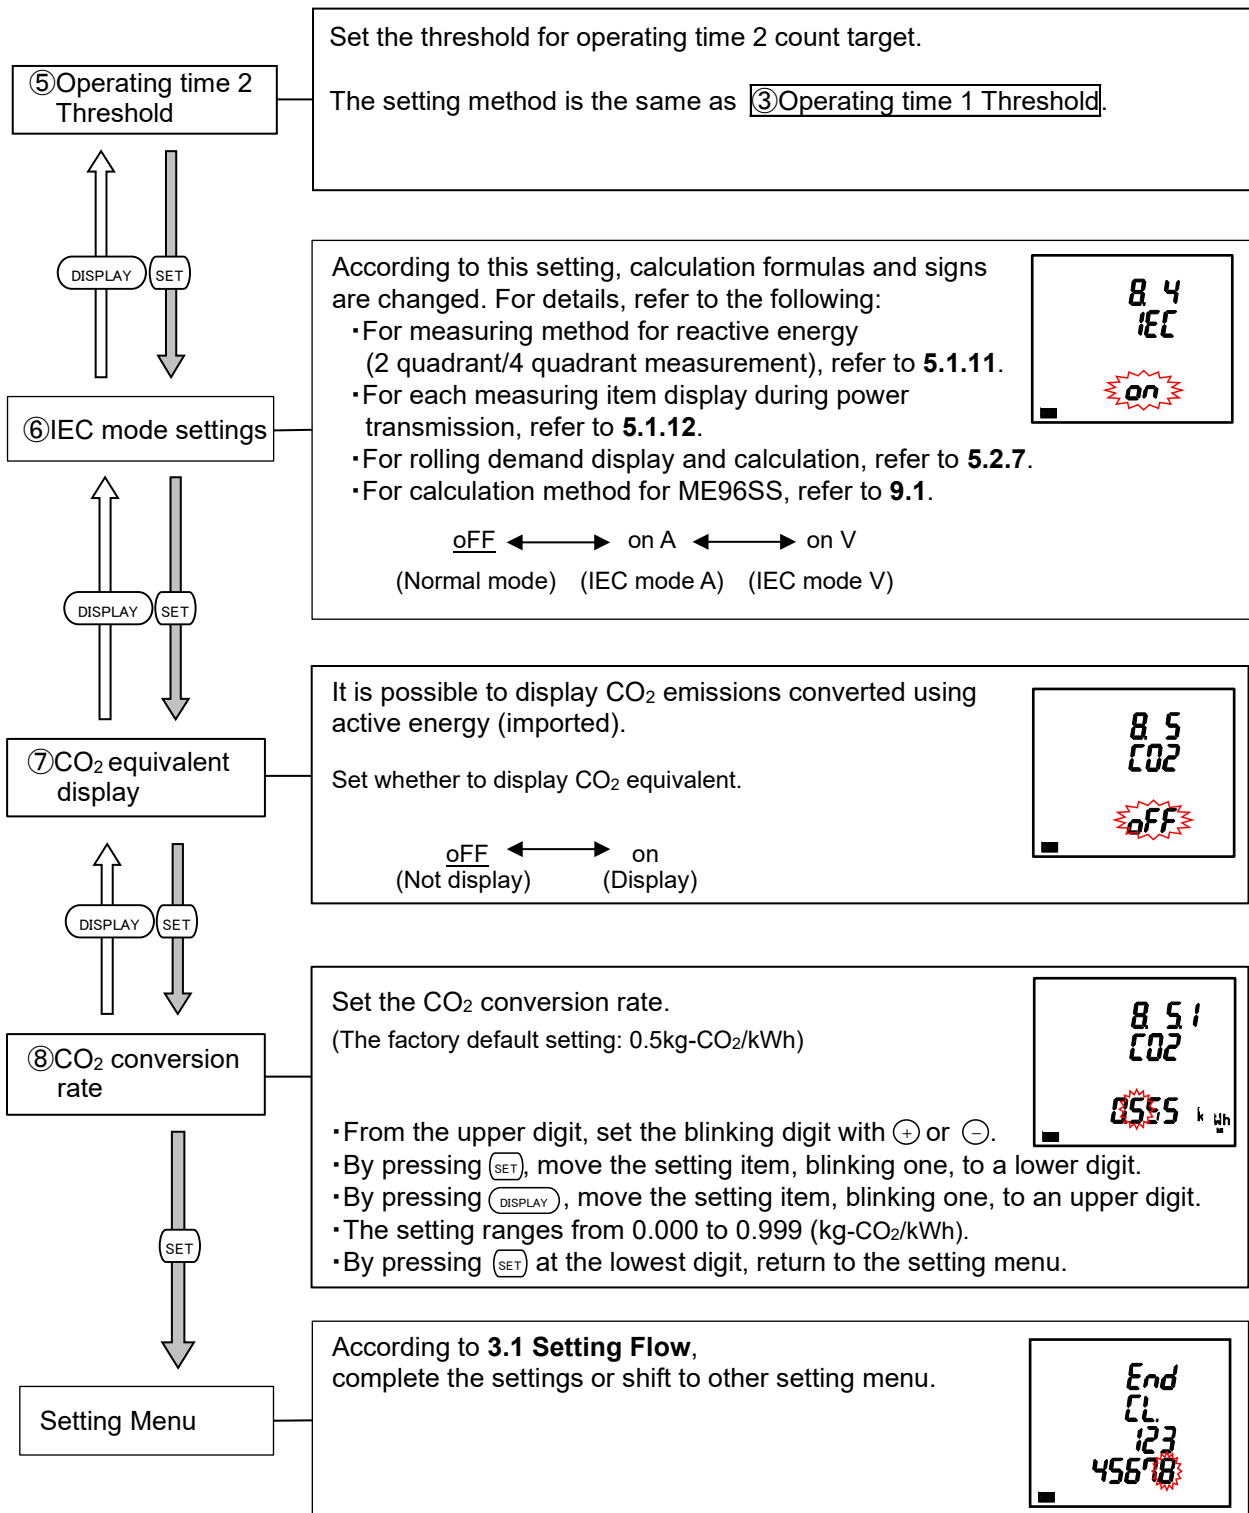 ⑤Operating time 2
Threshold
Set the threshold for operating time 2 count target.
The setting method is the same as ③Operating time 1 Threshold.
DISPLAY SET
⑥IEC mode settings
According to this setting, calculation formulas and signs
are changed. For details, refer to the following:
・For measuring method for reactive energy
(2 quadrant/4 quadrant measurement), refer to 5.1.11.
・For each measuring item display during power
transmission, refer to 5.1.12.
・For rolling demand display and calculation, refer to 5.2.7.
・For calculation method for ME96SS, refer to 9.1.
oFF on A on V
(Normal mode) (IEC mode A) (IEC mode V)
8. 4
IEC
on
DISPLAY SET
⑦CO2 equivalent
display
It is possible to display CO2 emissions converted using
active energy (imported).
Set whether to display CO2 equivalent.
oFF on
(Not display) (Display)
8. 5
CO2
oFF
DISPLAY SET
⑧CO2 conversion
rate
Set the CO2 conversion rate.
(The factory default setting: 0.5kg-CO2/kWh)
・From the upper digit, set the blinking digit with + or −.
・By pressing SET, move the setting item, blinking one, to a lower digit.
・By pressing DISPLAY, move the setting item, blinking one, to an upper digit.
・The setting ranges from 0.000 to 0.999 (kg-CO2/kWh).
・By pressing SET at the lowest digit, return to the setting menu.
8. 5.1
CO2
0.555 k Wh
SET
Setting Menu
According to 3.1 Setting Flow,
complete the settings or shift to other setting menu.
End
CL.
123
45678